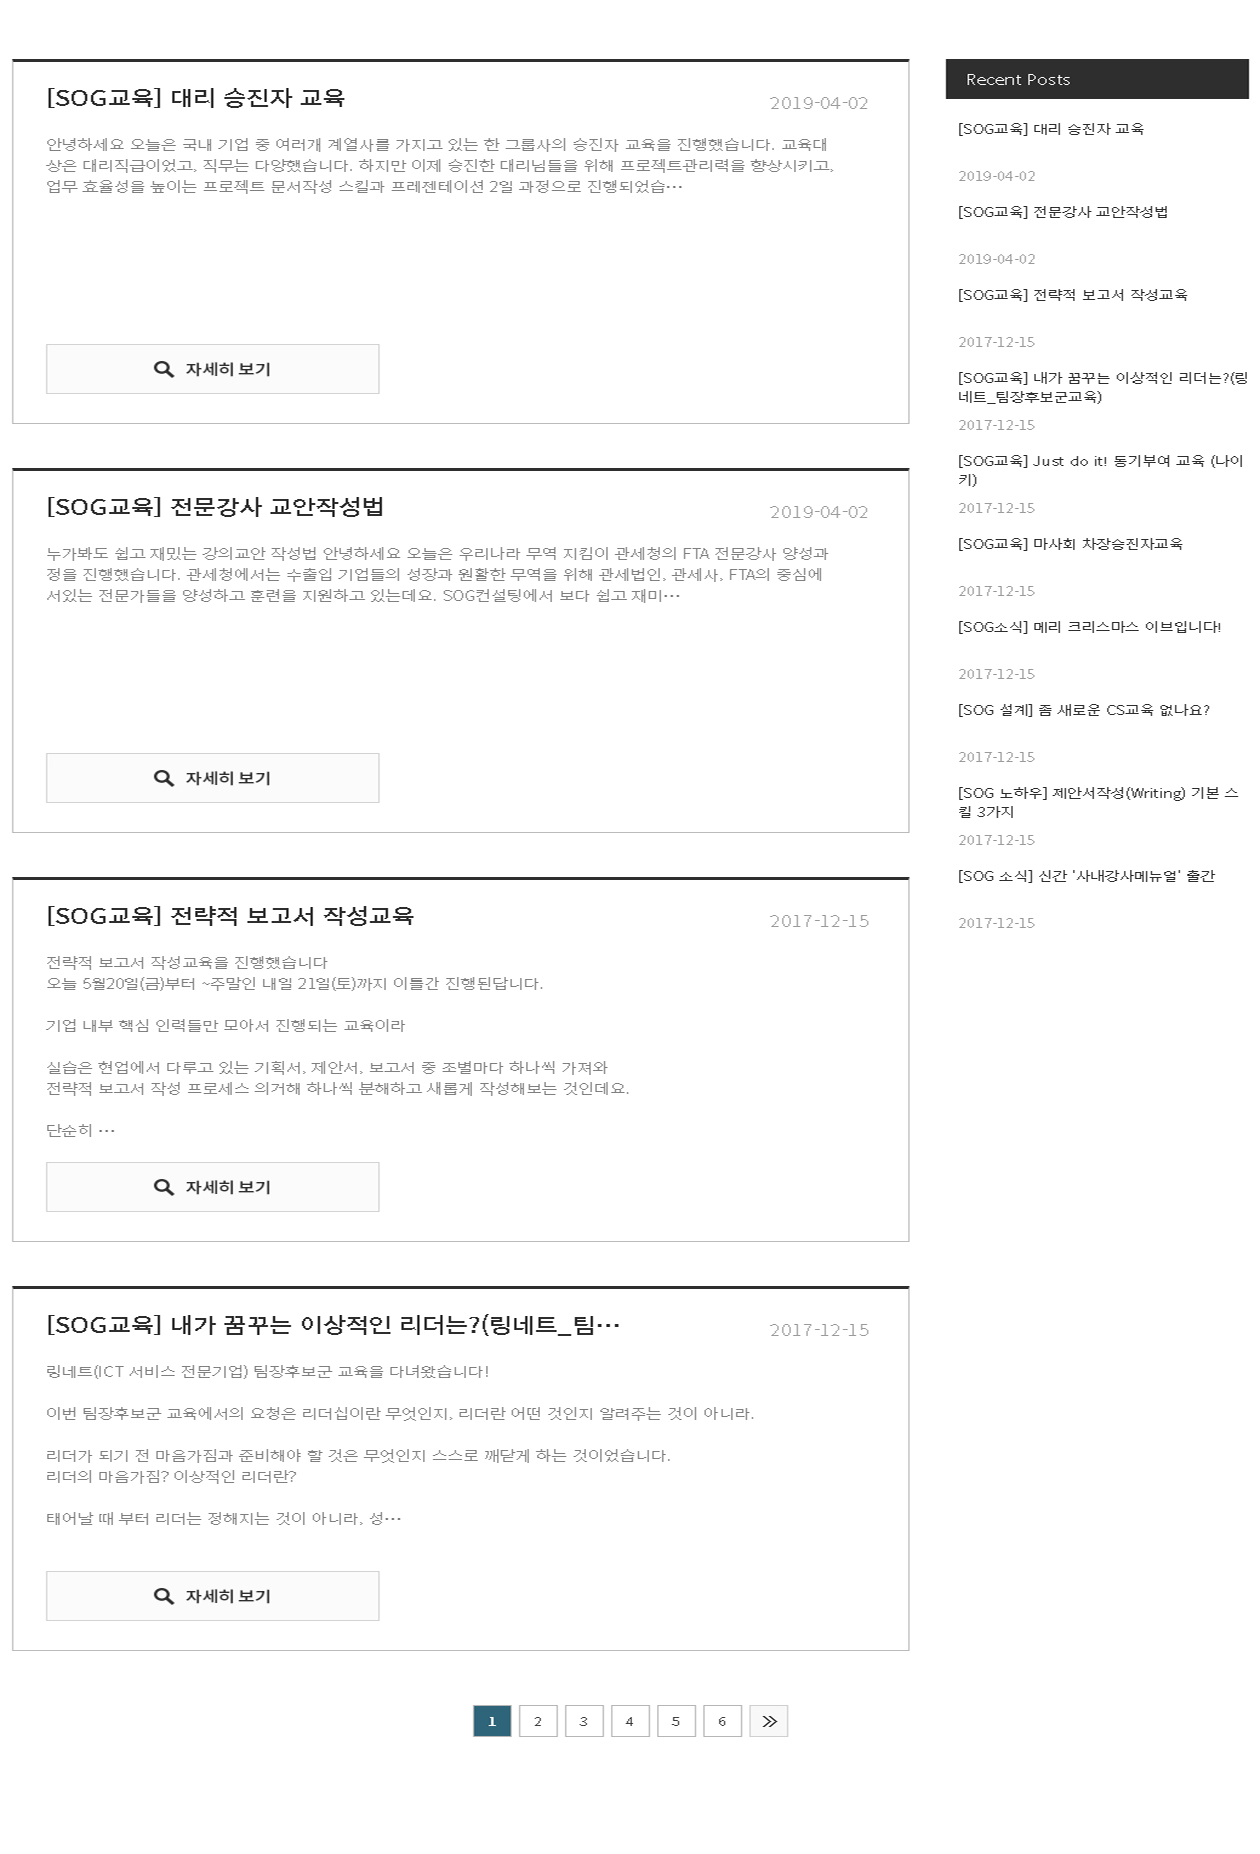 [SOG교육] 대리 승진자 교육
2019-04-02
안녕하세요 오늘은 국내 기업 중 여러개 계열사를 가지고 있는 한 그룹사의 승진자 교육을 진행했습니다. 교육대
상은 대리직급이었고, 직무는 다양했습니다. 하지만 이제 승진한 대리님들을 위해 프로젝트관리력을 향상시키고,
업무 효율성을 높이는 프로젝트 문서작성 스킬과 프레젠테이션 2일 과정으로 진행되었습…
자세히 보기
[SOG교육] 전문강사 교안작성법
2019-04-02
누가봐도 쉽고 재밌는 강의교안 작성법 안녕하세요 오늘은 우리나라 무역 지킴이 관세청의 FTA 전문강사 양성과
정을 진행했습니다. 관세청에서는 수출입 기업들의 성장과 원활한 무역을 위해 관세법인, 관세사, FTA의 중심에
서있는 전문가들을 양성하고 훈련을 지원하고 있는데요. SOG컨설팅에서 보다 쉽고 재미…
자세히 보기
[SOG교육] 전략적 보고서 작성교육
2017-12-15
전략적 보고서 작성교육을 진행했습니다
오늘 5월20일(금)부터 ~주말인 내일 21일(토)까지 이틀간 진행된답니다.
기업 내부 핵심 인력들만 모아서 진행되는 교육이라
실습은 현업에서 다루고 있는 기획서, 제안서, 보고서 중 조별마다 하나씩 가져와
전략적 보고서 작성 프로세스 의거해 하나씩 분해하고 새롭게 작성해보는 것인데요.
단순히 …
자세히 보기
[SOG교육] 내가 꿈꾸는 이상적인 리더는?(링네트_팀…
2017-12-15
링네트(ICT 서비스 전문기업) 팀장후보군 교육을 다녀왔습니다!
이번 팀장후보군 교육에서의 요청은 리더십이란 무엇인지, 리더란 어떤 것인지 알려주는 것이 아니라.
리더가 되기 전 마음가짐과 준비해야 할 것은 무엇인지 스스로 깨닫게 하는 것이었습니다.
리더의 마음가짐? 이상적인 리더란?
태어날 때 부터 리더는 정해지는 것이 아니라, 성…
자세히 보기
Recent Posts
[SOG교육] 대리 승진자 교육
2019-04-02
[SOG교육] 전문강사 교안작성법
2019-04-02
[SOG교육] 전략적 보고서 작성교육
2017-12-15
[SOG교육] 내가 꿈꾸는 이상적인 리더는?(링
네트_팀장후보군교육)
2017-12-15
[SOG교육] Just do it! 동기부여 교육 (나이
키)
2017-12-15
[SOG교육] 마사회 차장승진자교육
2017-12-15
[SOG소식] 메리 크리스마스 이브입니다!
2017-12-15
[SOG 설계] 좀 새로운 CS교육 없나요?
2017-12-15
[SOG 노하우] 제안서작성(Writing) 기본 스
킬 3가지
2017-12-15
[SOG 소식] 신간 '사내강사메뉴얼' 출간
2017-12-15
1 2 3 4 5 6 »